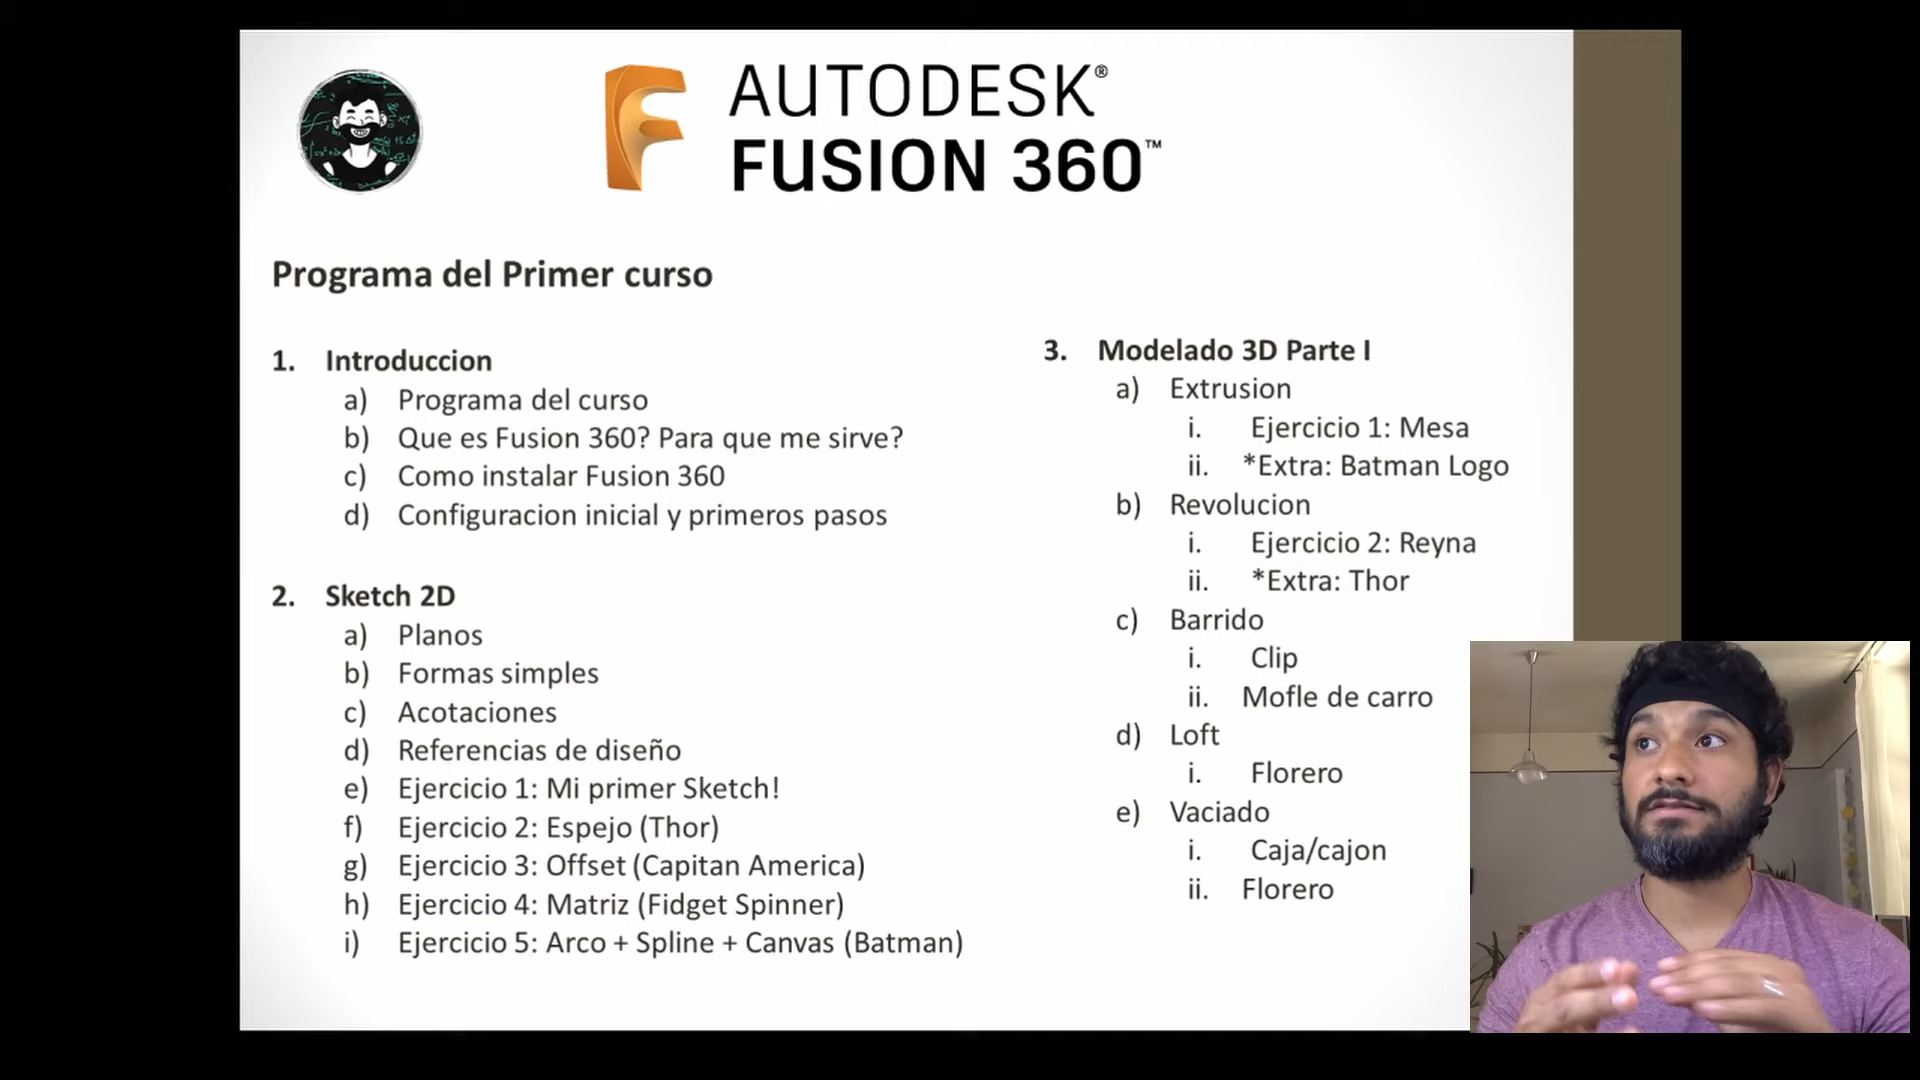 AUTODESK®
FUSION 360™
Programa del Primer curso
1. Introduccion
a) Programa del curso
b) Que es Fusion 360? Para que me sirve?
c) Como instalar Fusion 360
d) Configuracion inicial y primeros pasos
2. Sketch 2D
a) Planos
b) Formas simples
c) Acotaciones
d) Referencias de diseño
e) Ejercicio 1: Mi primer Sketch!
f) Ejercicio 2: Espejo (Thor)
g) Ejercicio 3: Offset (Capitan America)
h) Ejercicio 4: Matriz (Fidget Spinner)
i) Ejercicio 5: Arco + Spline + Canvas (Batman)
3. Modelado 3D Parte I
a) Extrusion
i. Ejercicio 1: Mesa
ii. *Extra: Batman Logo
b) Revolucion
i. Ejercicio 2: Reyna
ii. *Extra: Thor
c) Barrido
i. Clip
ii. Mofle de carro
d) Loft
i. Florero
e) Vaciado
i. Caja/cajon
ii. Florero